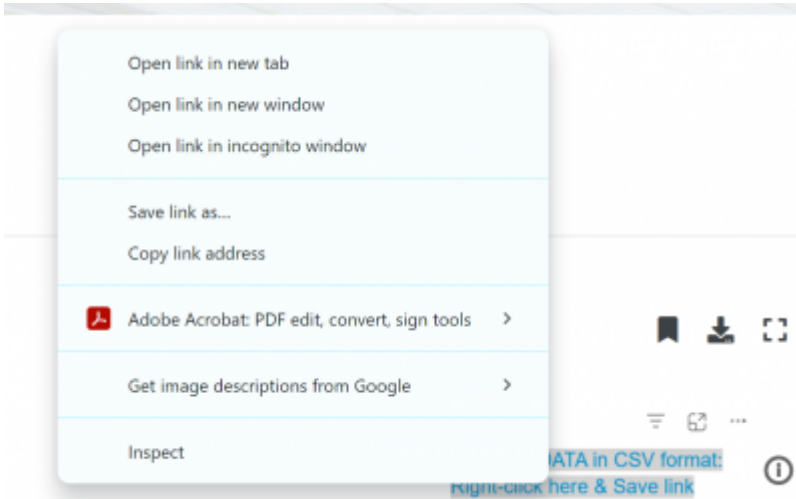 Open link in new tab
Open link in new window
Open link in incognito window
Save link as...
Copy link address
Adobe Acrobat: PDF edit, convert, sign tools
Get image descriptions from Google
Inspect
in CSV format:
Right-click here & Save link